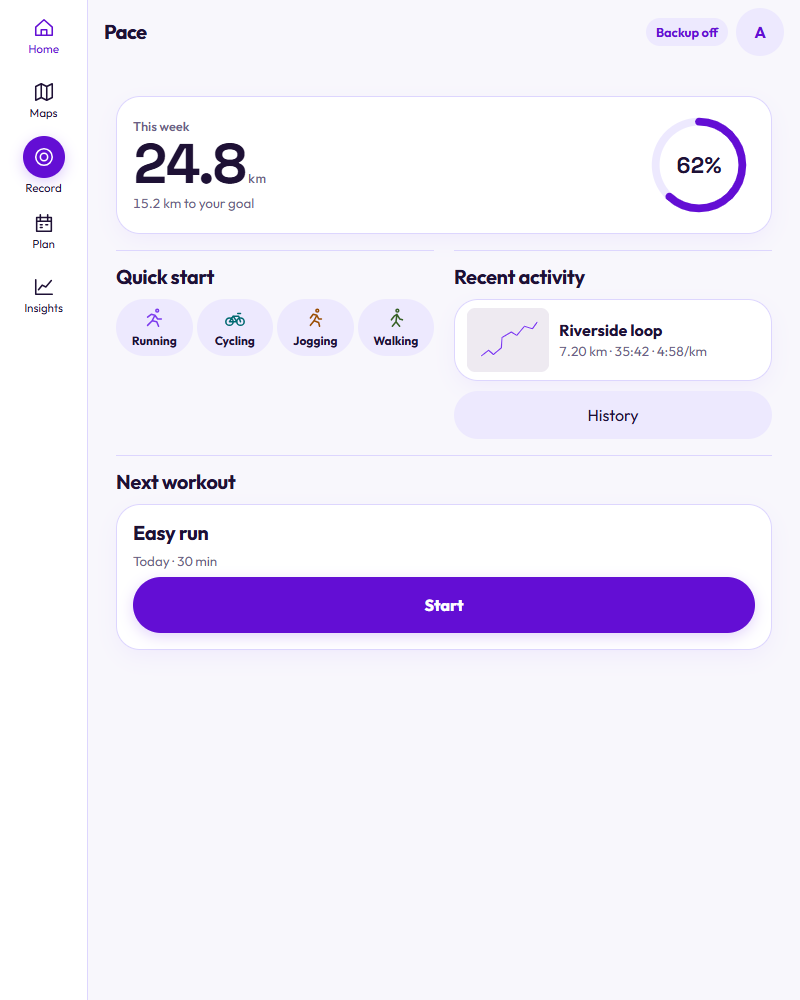 Home
Maps
Record
Plan
Insights
Pace
Backup off
A
This week
24.8 km
15.2 km to your goal
62%
Quick start
Running
Cycling
Jogging
Walking
Recent activity
Riverside loop
7.20 km · 35:42 · 4:58/km
History
Next workout
Easy run
Today · 30 min
Start